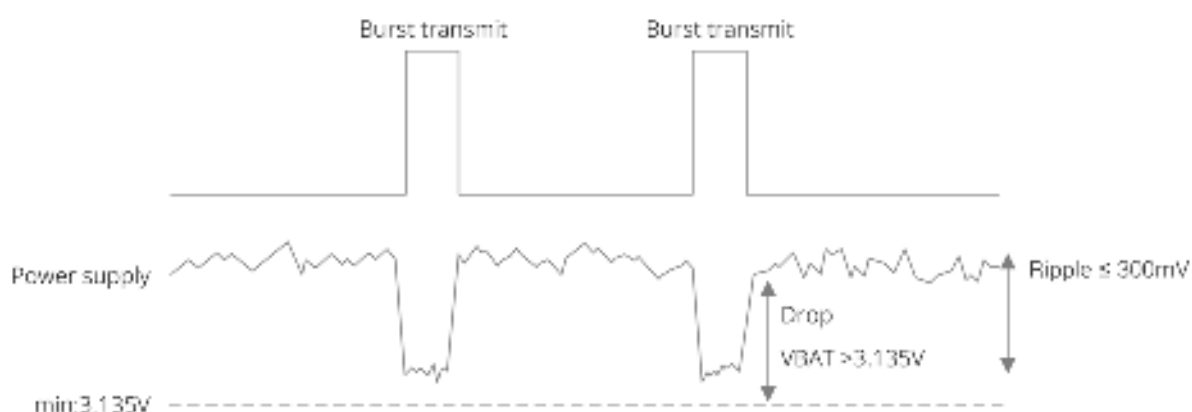 Burst transmit
Burst transmit
Power supply
Ripple ≤ 300mV
Drop
VBAT >3.135V
min:3.135V